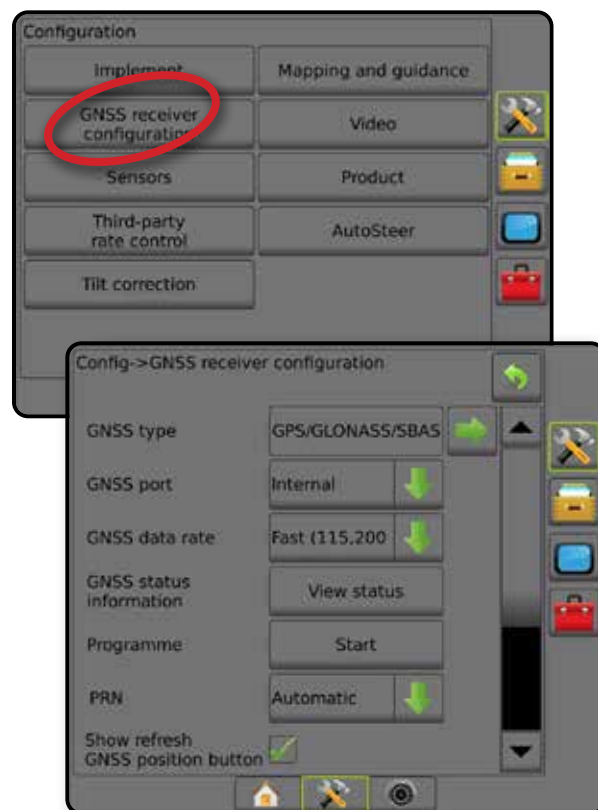 Configuration
Implement
Mapping and guidance
GNSS receiver
configuration
Video
Sensors
Product
Third-party
rate control
AutoSteer
Tilt correction
Config->GNSS receiver configuration
GNSS type
GPS/GLONASS/SBAS
GNSS port
Internal
GNSS data rate
Fast (115,200
GNSS status
information
View status
Programme
Start
PRN
Automatic
Show refresh
GNSS position button